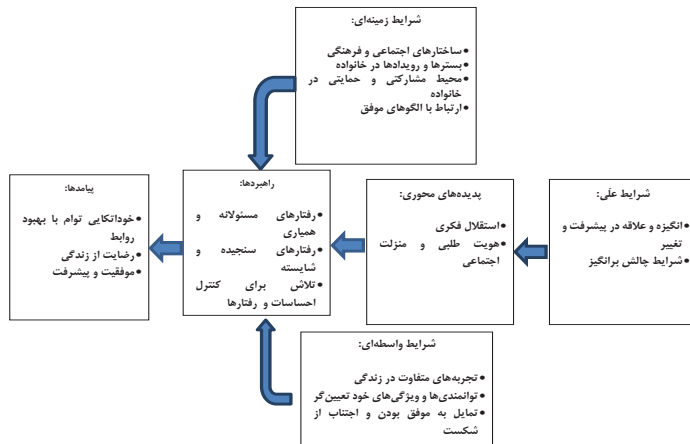 شرایط زمینه‌ای:
●ساختارهای اجتماعی و فرهنگی
●بسترها و رویدادها در خانواده
●محیط مشارکتی و حمایتی در
خانواده
●ارتباط با الگوهای موفق
شرایط علّی:
●انگیزه و علاقه در پیشرفت و
تغییر
●شرایط چالش برانگیز
پدیده‌های محوری:
●استقلال فکری
●هویت طلبی و منزلت
اجتماعی
راهبردها:
●رفتارهای مسئولانه و
همیاری
●رفتارهای سنجیده و
شایسته
●تلاش برای کنترل
احساسات و رفتارها
پیامدها:
●خوداتکایی توام با بهبود
روابط
●رضایت از زندگی
●موفقیت و پیشرفت
شرایط واسطه‌ای:
●تجربه‌های متفاوت در زندگی
●توانمندی‌ها و ویژگی‌های خود تعیین‌گر
●تمایل به موفق بودن و اجتناب از
شکست